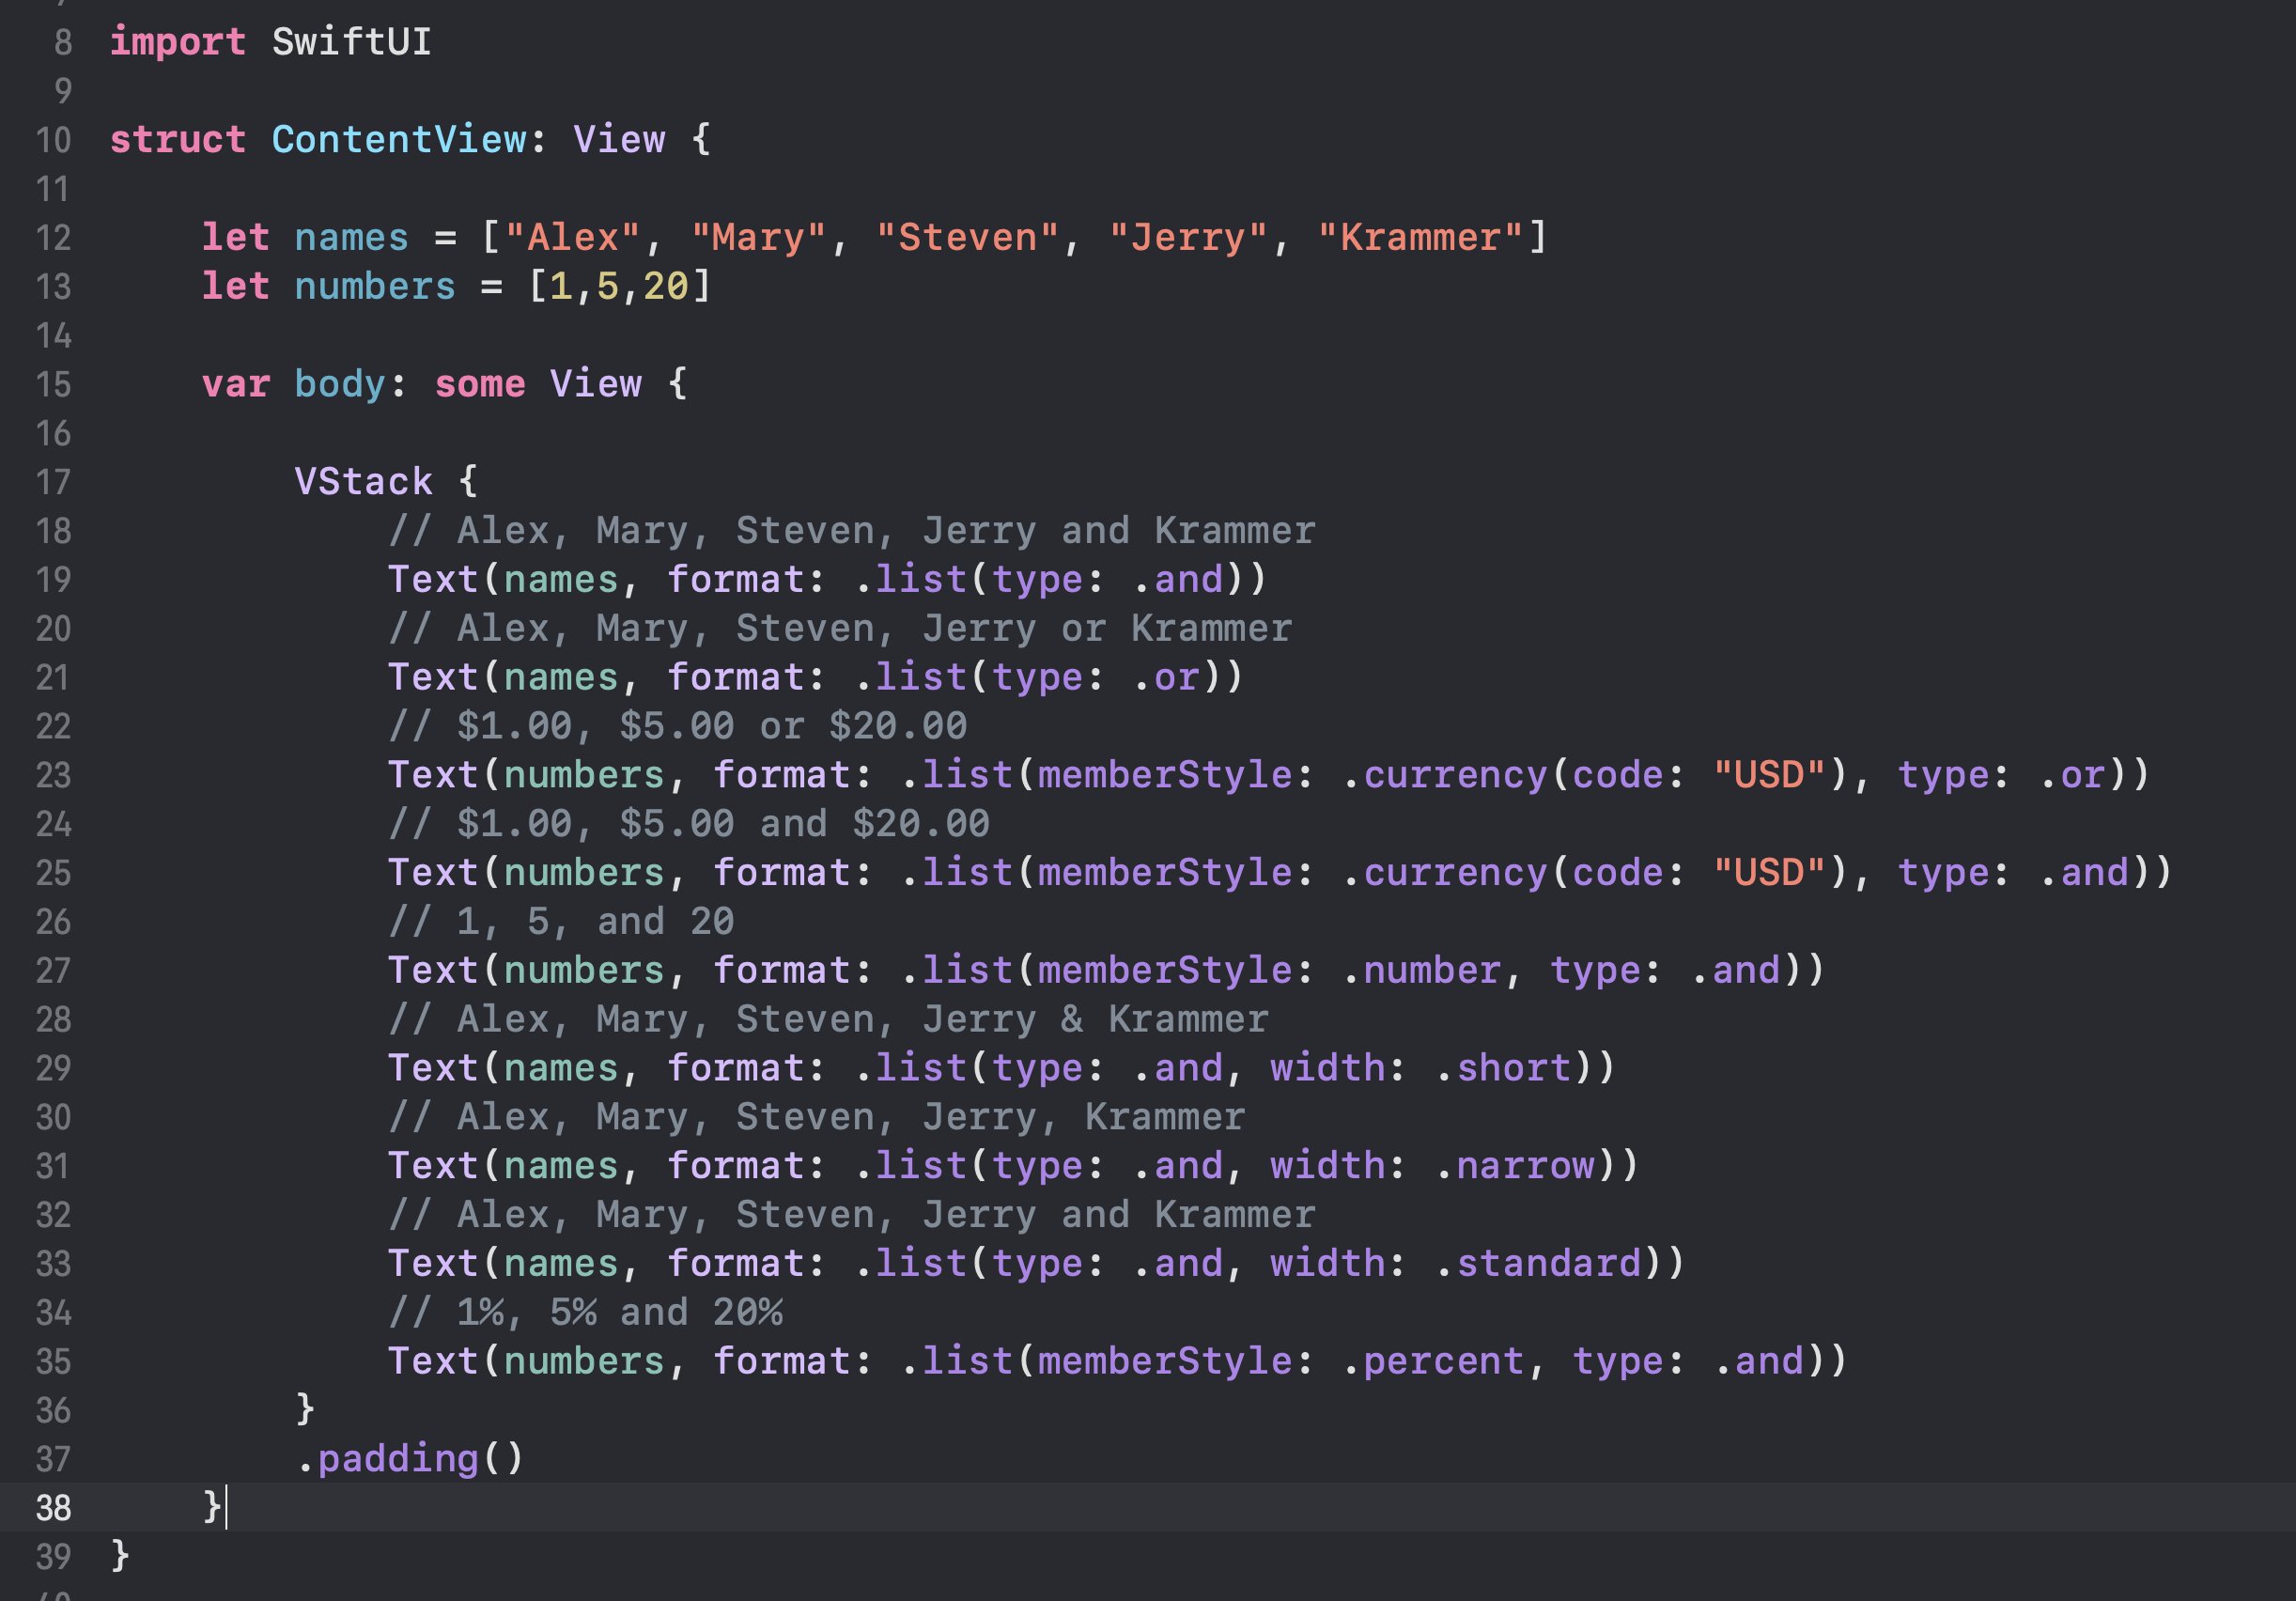 8 import SwiftUI
9
10 struct ContentView: View {
11
12 let names = ["Alex", "Mary", "Steven", "Jerry", "Krammer"]
13 let numbers = [1,5,20]
14
15 var body: some View {
16
17 VStack {
18 // Alex, Mary, Steven, Jerry and Krammer
19 Text(names, format: .list(type: .and))
20 // Alex, Mary, Steven, Jerry or Krammer
21 Text(names, format: .list(type: .or))
22 // $1.00, $5.00 or $20.00
23 Text(numbers, format: .list(memberStyle: .currency(code: "USD"), type: .or))
24 // $1.00, $5.00 and $20.00
25 Text(numbers, format: .list(memberStyle: .currency(code: "USD"), type: .and))
26 // 1, 5, and 20
27 Text(numbers, format: .list(memberStyle: .number, type: .and))
28 // Alex, Mary, Steven, Jerry & Krammer
29 Text(names, format: .list(type: .and, width: .short))
30 // Alex, Mary, Steven, Jerry, Krammer
31 Text(names, format: .list(type: .and, width: .narrow))
32 // Alex, Mary, Steven, Jerry and Krammer
33 Text(names, format: .list(type: .and, width: .standard))
34 // 1%, 5% and 20%
35 Text(numbers, format: .list(memberStyle: .percent, type: .and))
36 }
37 .padding()
38 }
39 }